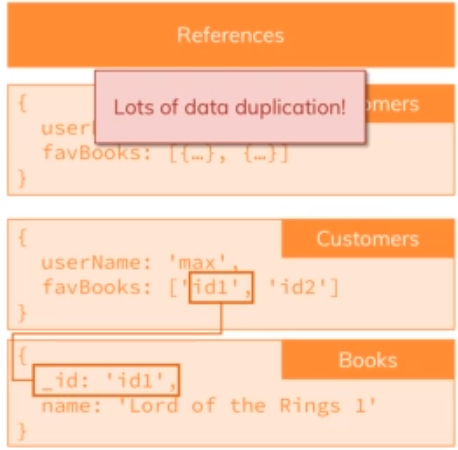 References
Lots of data duplication!
omers
{
user
favBooks: [{…}, {…}]
}
Customers
{
userName: 'max',
favBooks: ['id1', 'id2']
}
Books
{
_id: 'id1',
name: 'Lord of the Rings 1'
}